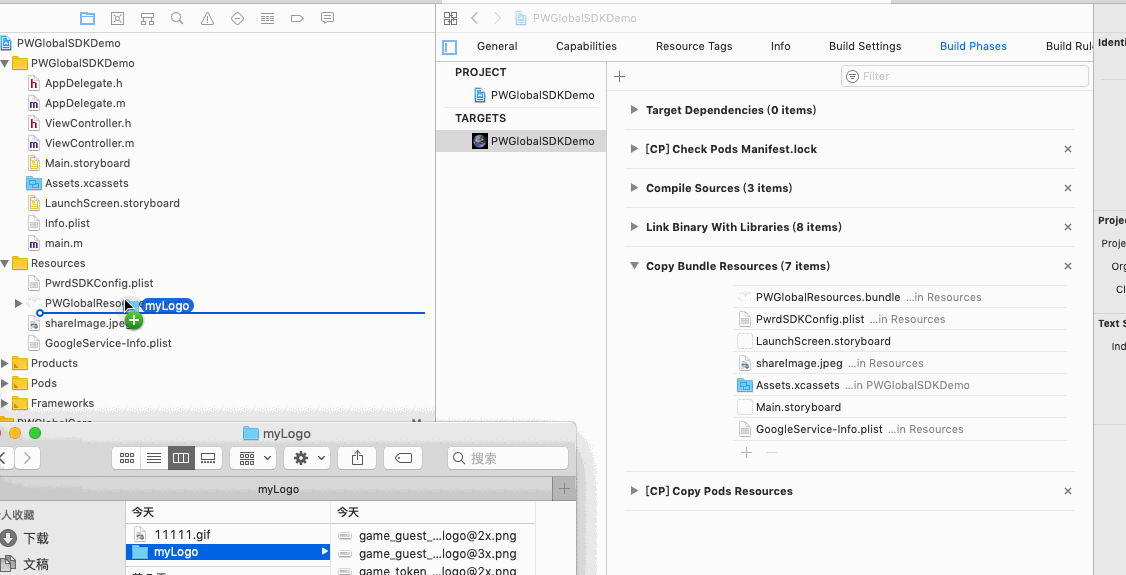 PWGlobalSDKDemo
PWGlobalSDKDemo
AppDelegate.h
AppDelegate.m
ViewController.h
ViewController.m
Main.storyboard
Assets.xcassets
LaunchScreen.storyboard
Info.plist
main.m
Resources
PwrdSDKConfig.plist
PWGlobalResou
myLogo
shareImage.jpeg
GoogleService-Info.plist
Products
Pods
Frameworks
PWGlobalSDKDemo
General Capabilities Resource Tags Info Build Settings Build Phases Build Rul
PROJECT
PWGlobalSDKDemo
TARGETS
PWGlobalSDKDemo
Filter
Target Dependencies (0 items)
[CP] Check Pods Manifest.lock
Compile Sources (3 items)
Link Binary With Libraries (8 items)
Copy Bundle Resources (7 items)
PWGlobalResources.bundle ...in Resources
PwrdSDKConfig.plist ...in Resources
LaunchScreen.storyboard
shareImage.jpeg ...in Resources
Assets.xcassets ...in PWGlobalSDKDemo
Main.storyboard
GoogleService-Info.plist ...in Resources
[CP] Copy Pods Resources
Identi
Projec
Proje
Org
Cl
Text S
Ind
myLogo
搜索
myLogo
人收藏
下载
文稿
今天
11111.gif
myLogo
今天
game_guest_...logo@2x.png
game_guest_...logo@3x.png
game_token_...logo@2x.png